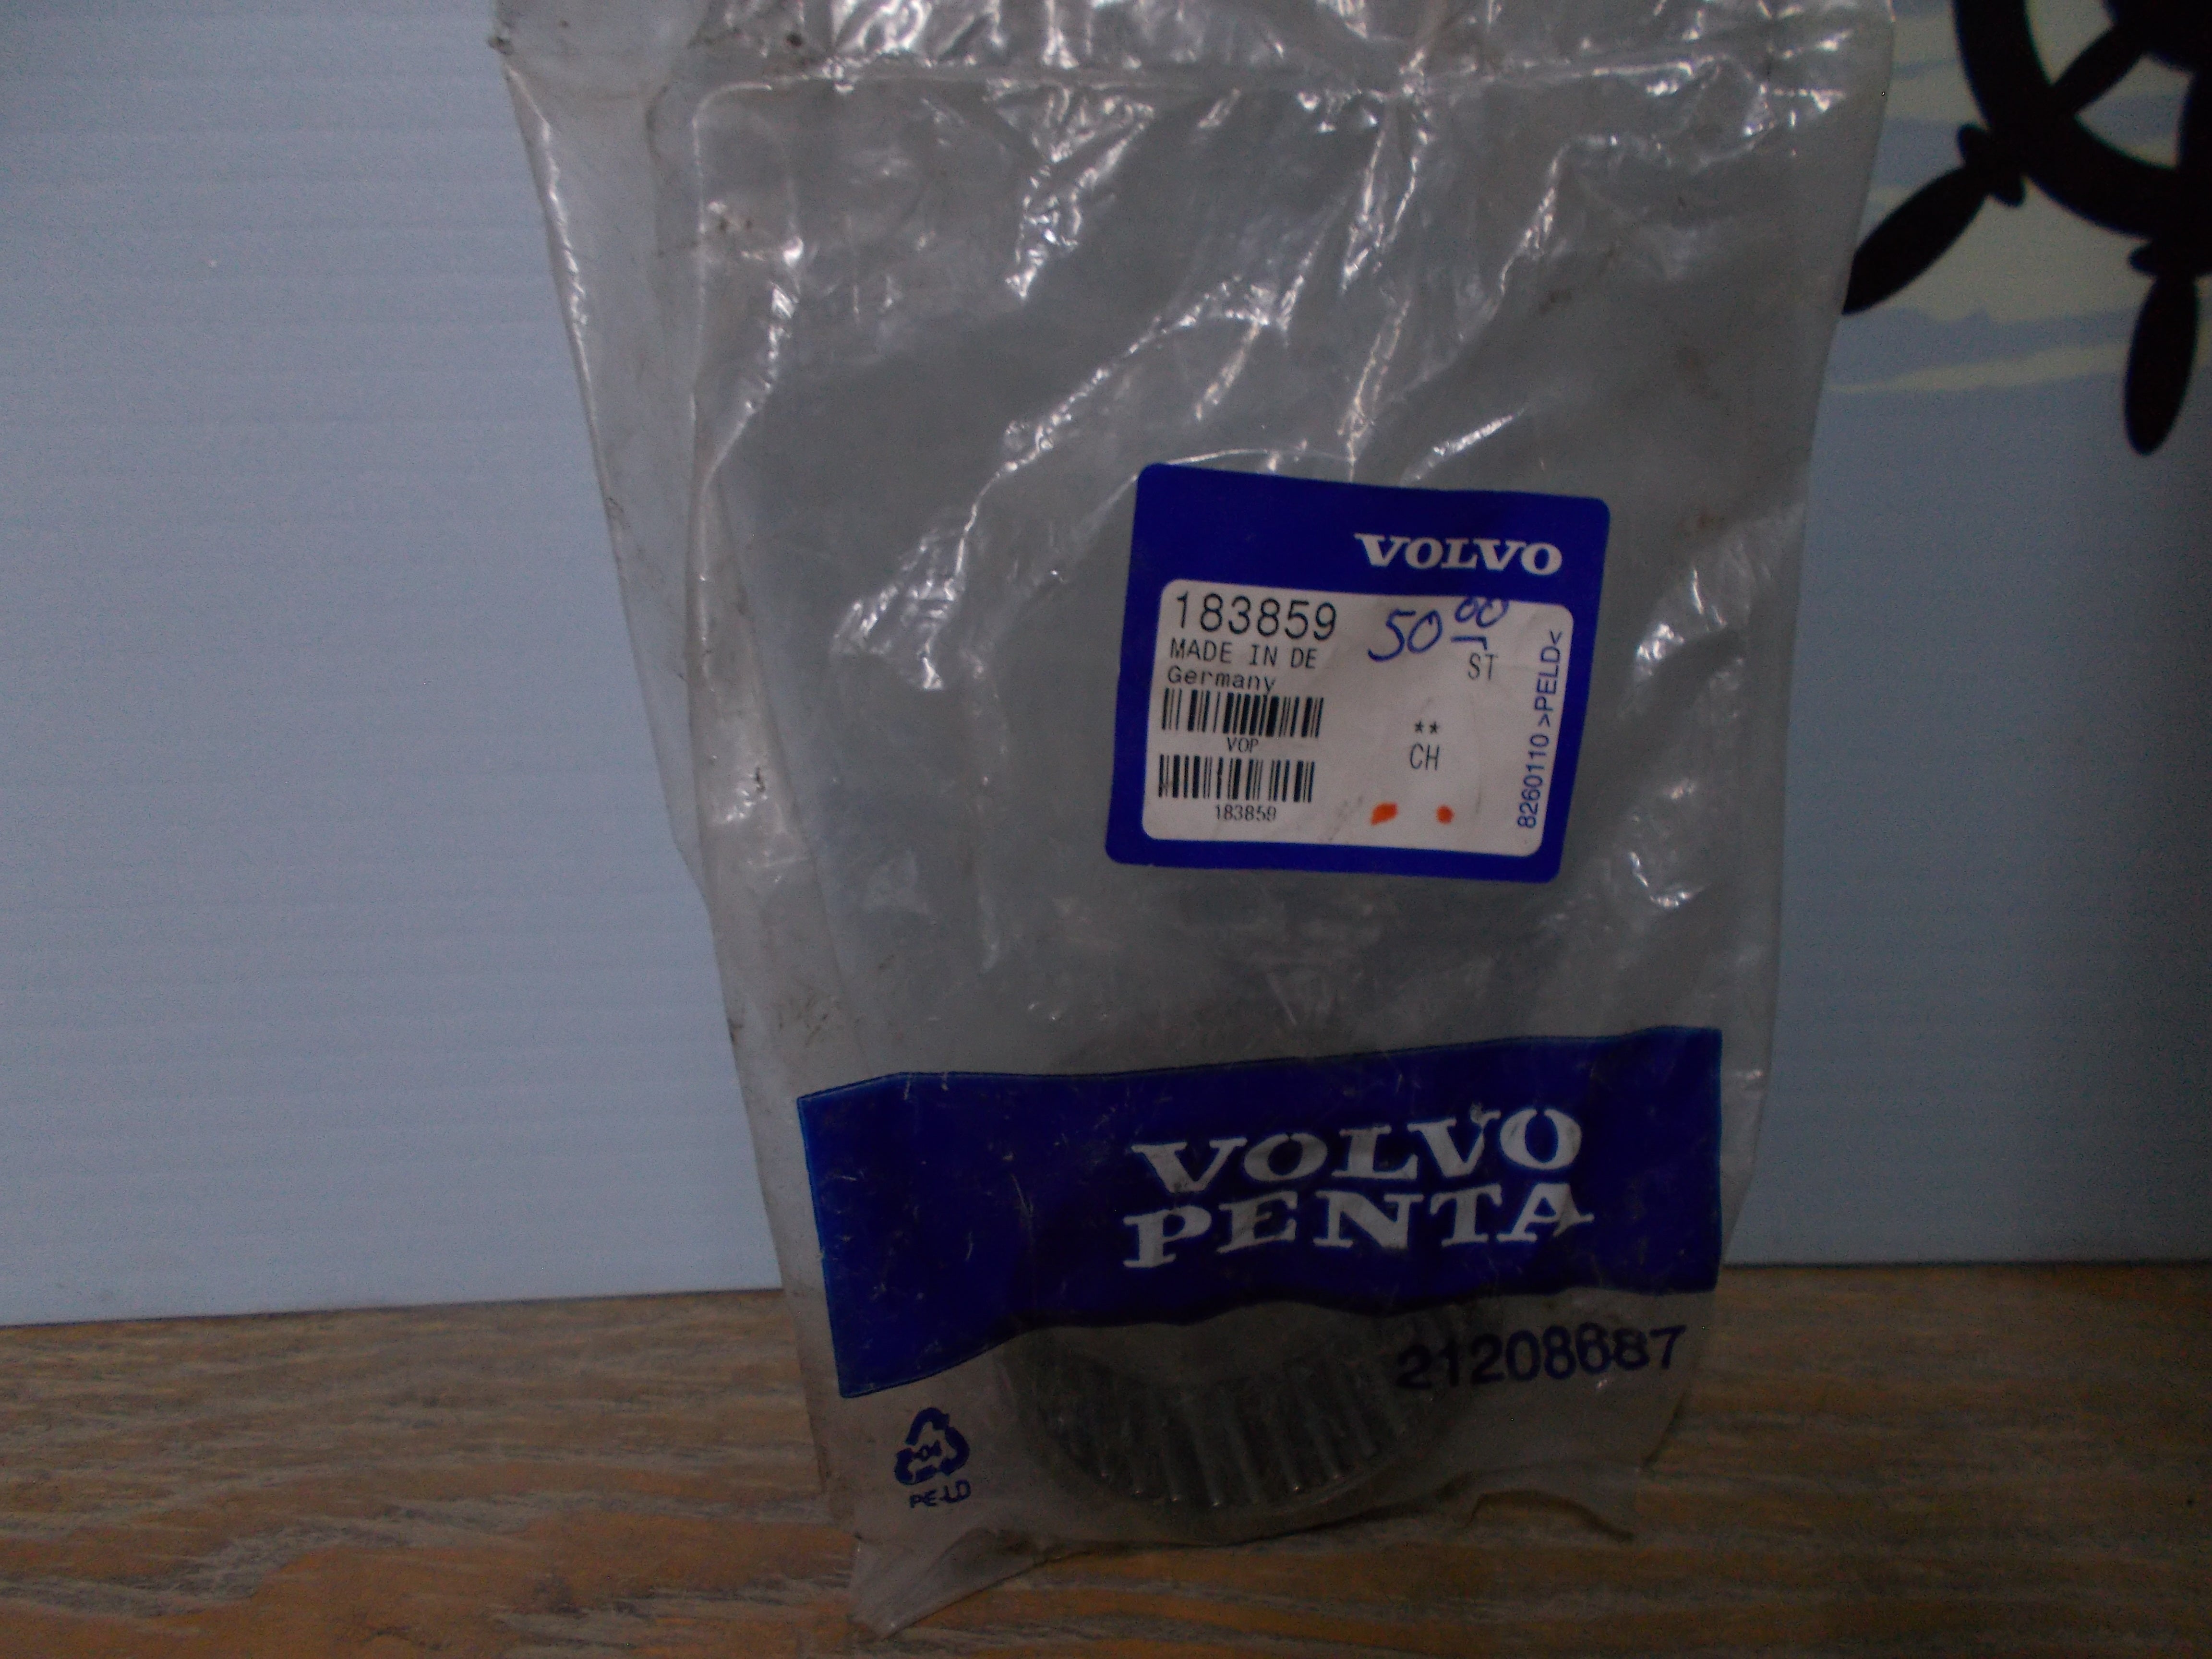 VOLVO
183859
50 00
MADE IN DE
ST
Germany
VOP
**
CH
183859
8260110 >PELD<
VOLVO
PENTA
21208687
04
PE-LD